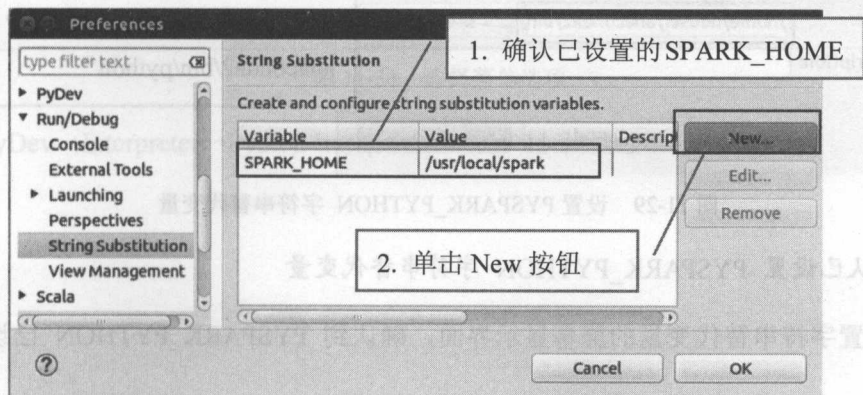 Preferences
1. 确认已设置的SPARK_HOME
type filter text
String Substitution
PyDev
Run/Debug
Console
External Tools
Launching
Perspectives
String Substitution
View Management
Scala
Create and configure string substitution variables.
Variable Value Descrip
SPARK_HOME /usr/local/spark
New...
Edit...
Remove
2. 单击 New 按钮
Cancel OK